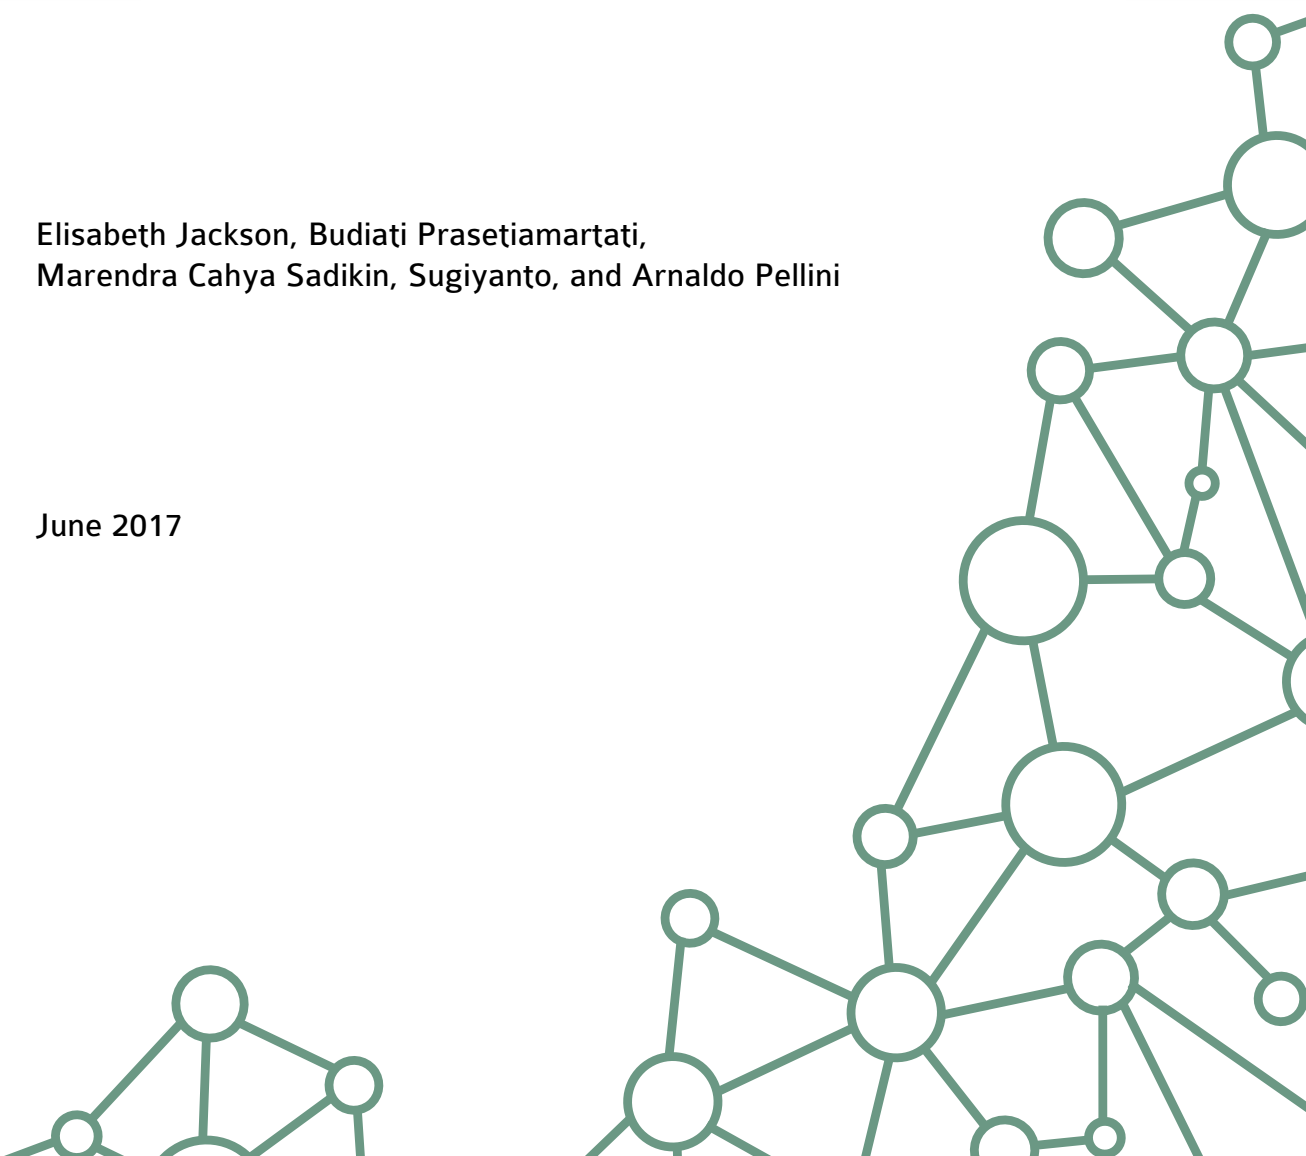 Elisabeth Jackson, Budiati Prasetiamartati,
Marendra Cahya Sadikin, Sugiyanto, and Arnaldo Pellini
June 2017